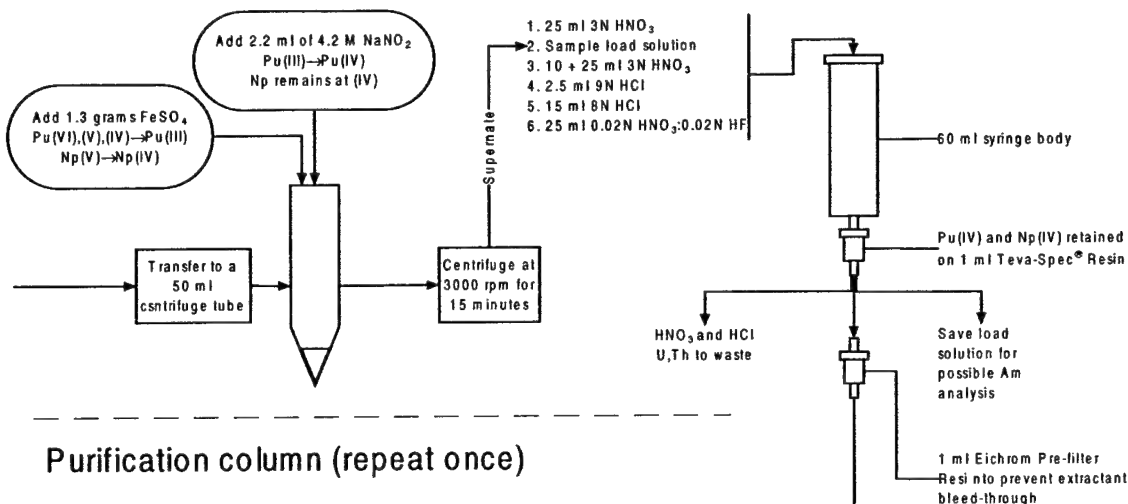 Add 2.2 ml of 4.2 M NaNO2
Pu(III)→Pu(IV)
Np remains at (IV)
Add 1.3 grams FeSO4
Pu(VI),(V),(IV)→Pu(III)
Np(V)→Np(IV)
Transfer to a
50 ml
csntrifuge tube
Centrifuge at
3000 rpm for
15 minutes
Supernate
1. 25 ml 3N HNO3
2. Sample load solution
3. 10 + 25 ml 3N HNO3
4. 2.5 ml 9N HCl
5. 15 ml 8N HCl
6. 25 ml 0.02N HNO3:0.02N HF
60 ml syringe body
Pu(IV) and Np(IV) retained
on 1 ml Teva-Spec® Resin
HNO3 and HCl
U,Th to waste
Save load
solution for
possible Am
analysis
1 ml Eichrom Pre-filter
Resin to prevent extractant
bleed-through
Purification column (repeat once)